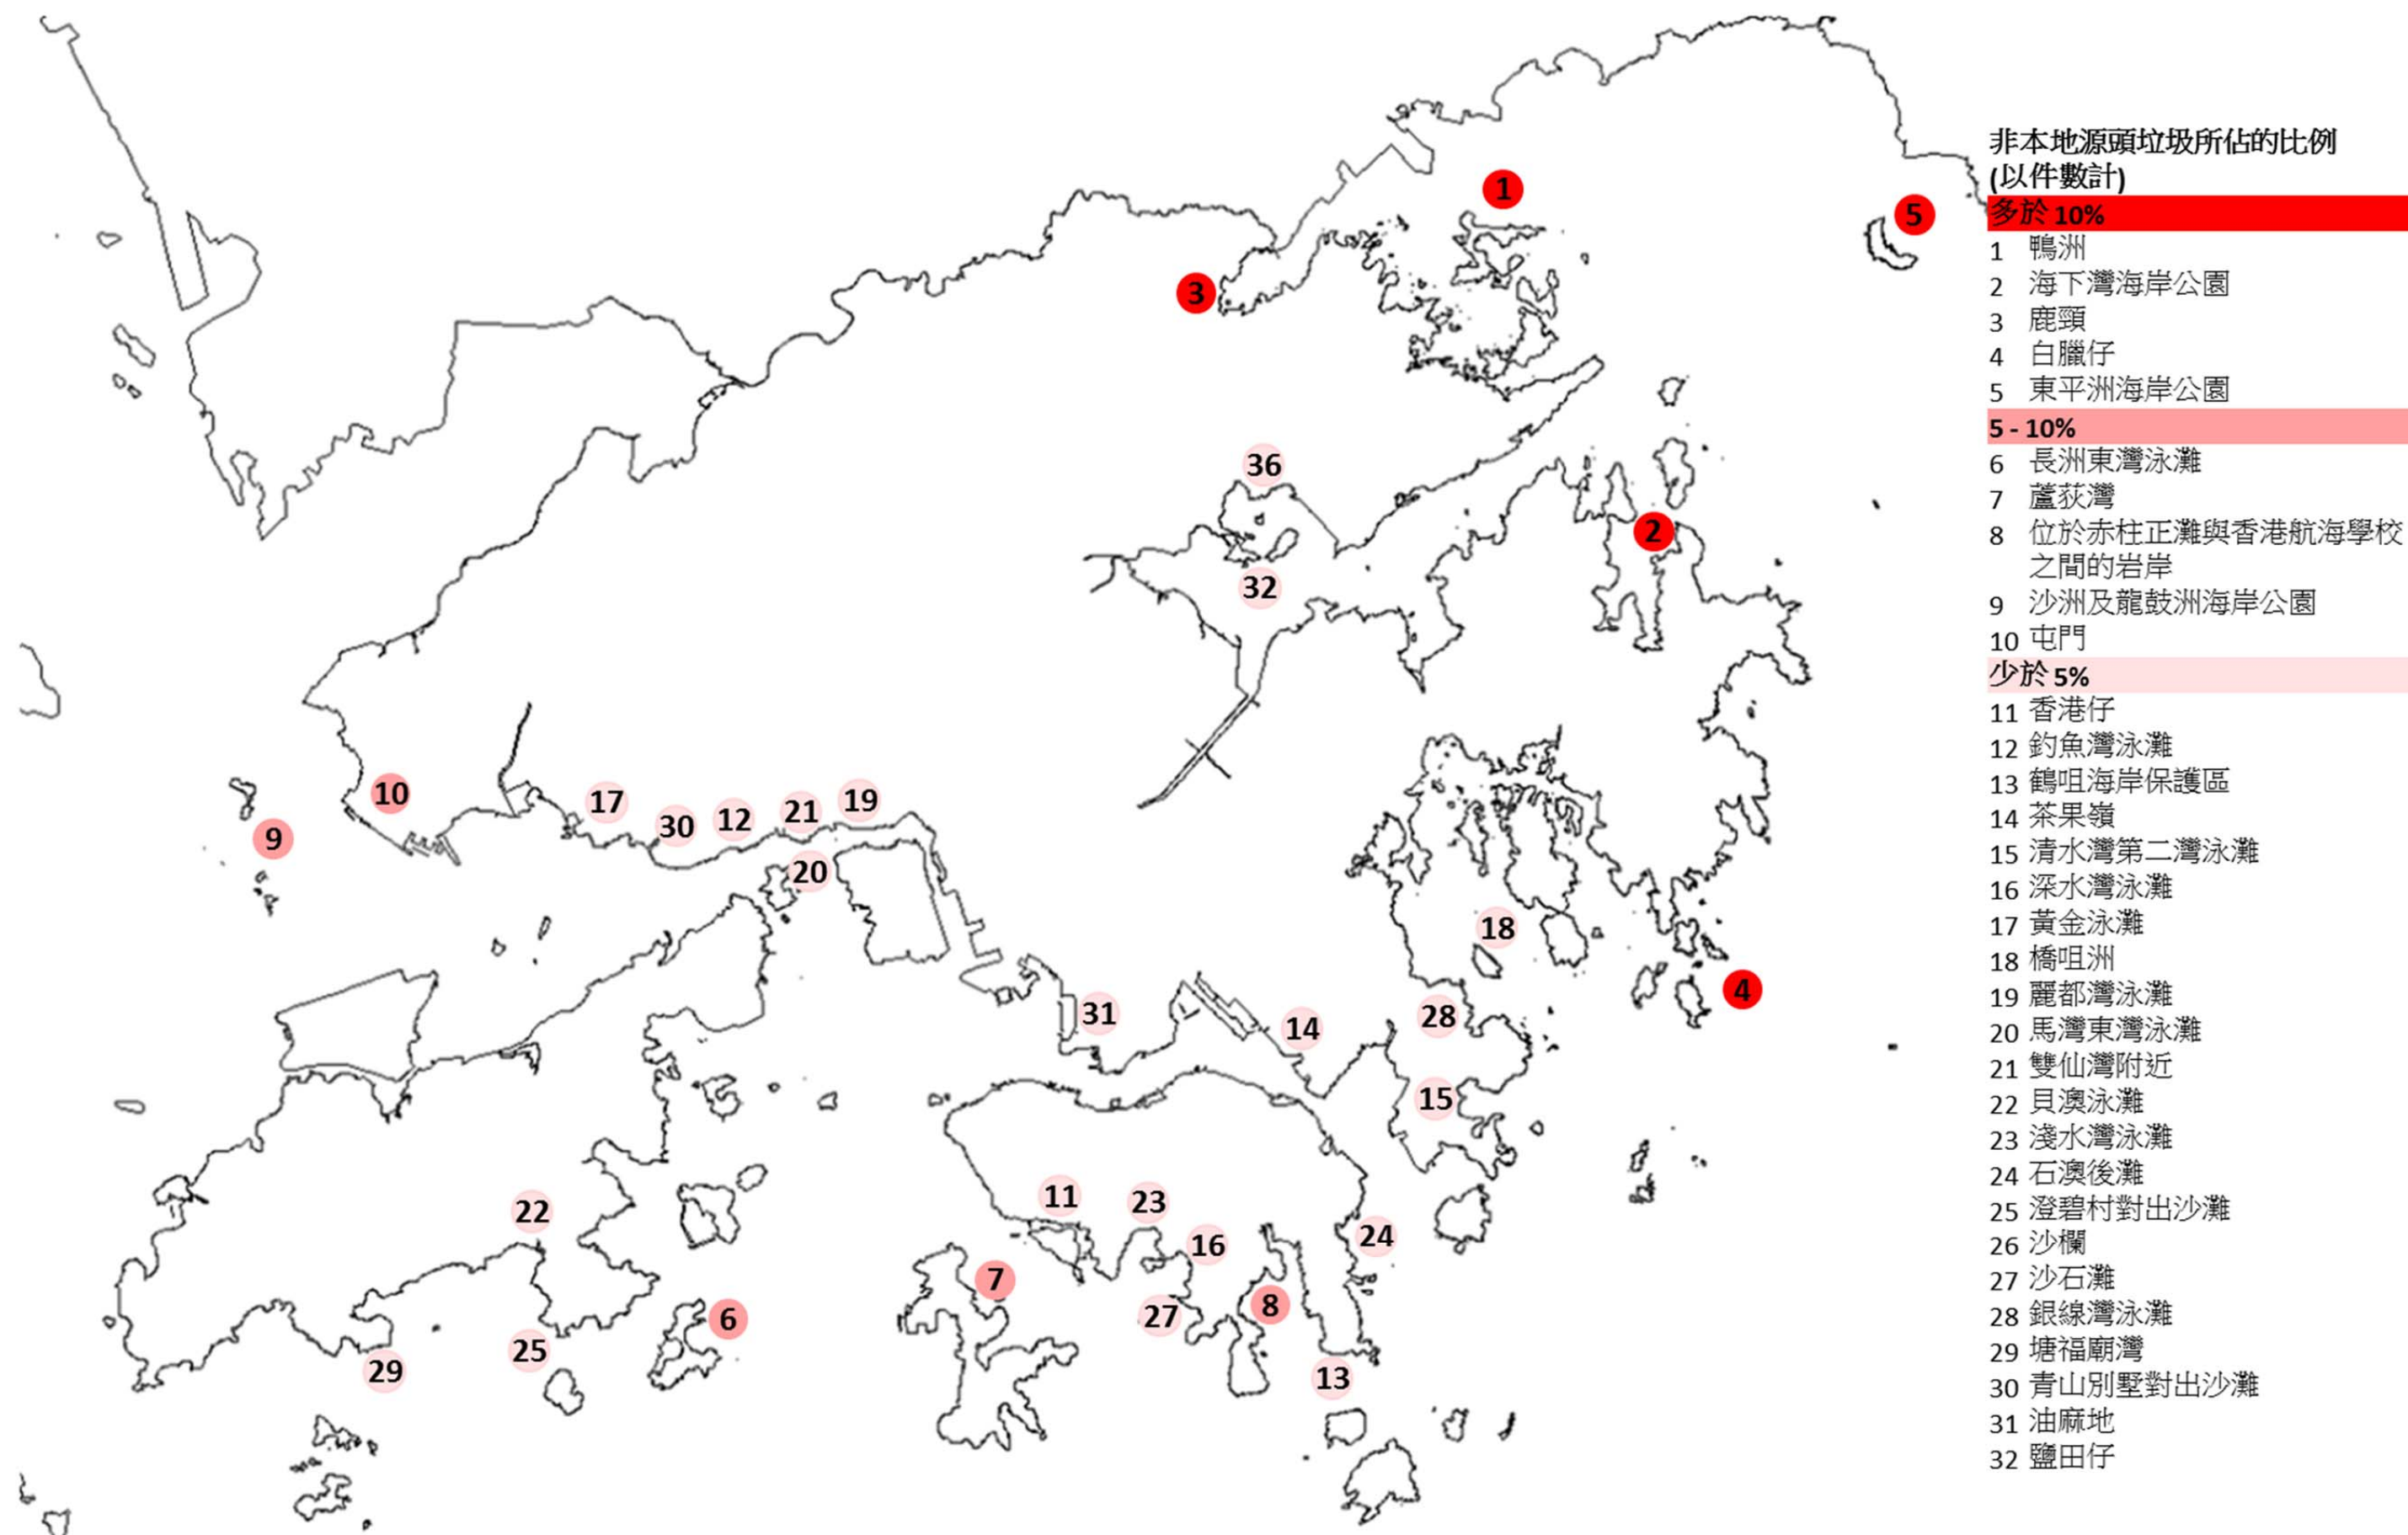 1
5
3
36
2
32
10
17
30
12
21
19
9
20
18
4
31
14
28
15
22
11
23
16
24
7
6
27
8
25
29
13
非本地源頭垃圾所佔的比例
(以件數計)
多於 10%
1 鴨洲
2 海下灣海岸公園
3 鹿頸
4 白臘仔
5 東平洲海岸公園
5 - 10%
6 長洲東灣泳灘
7 蘆荻灣
8 位於赤柱正灘與香港航海學校
之間的岩岸
9 沙洲及龍鼓洲海岸公園
10 屯門
少於 5%
11 香港仔
12 釣魚灣泳灘
13 鶴咀海岸保護區
14 茶果嶺
15 清水灣第二灣泳灘
16 深水灣泳灘
17 黃金泳灘
18 橋咀洲
19 麗都灣泳灘
20 馬灣東灣泳灘
21 雙仙灣附近
22 貝澳泳灘
23 淺水灣泳灘
24 石澳後灘
25 澄碧村對出沙灘
26 沙欄
27 沙石灘
28 銀線灣泳灘
29 塘福廟灣
30 青山別墅對出沙灘
31 油麻地
32 鹽田仔